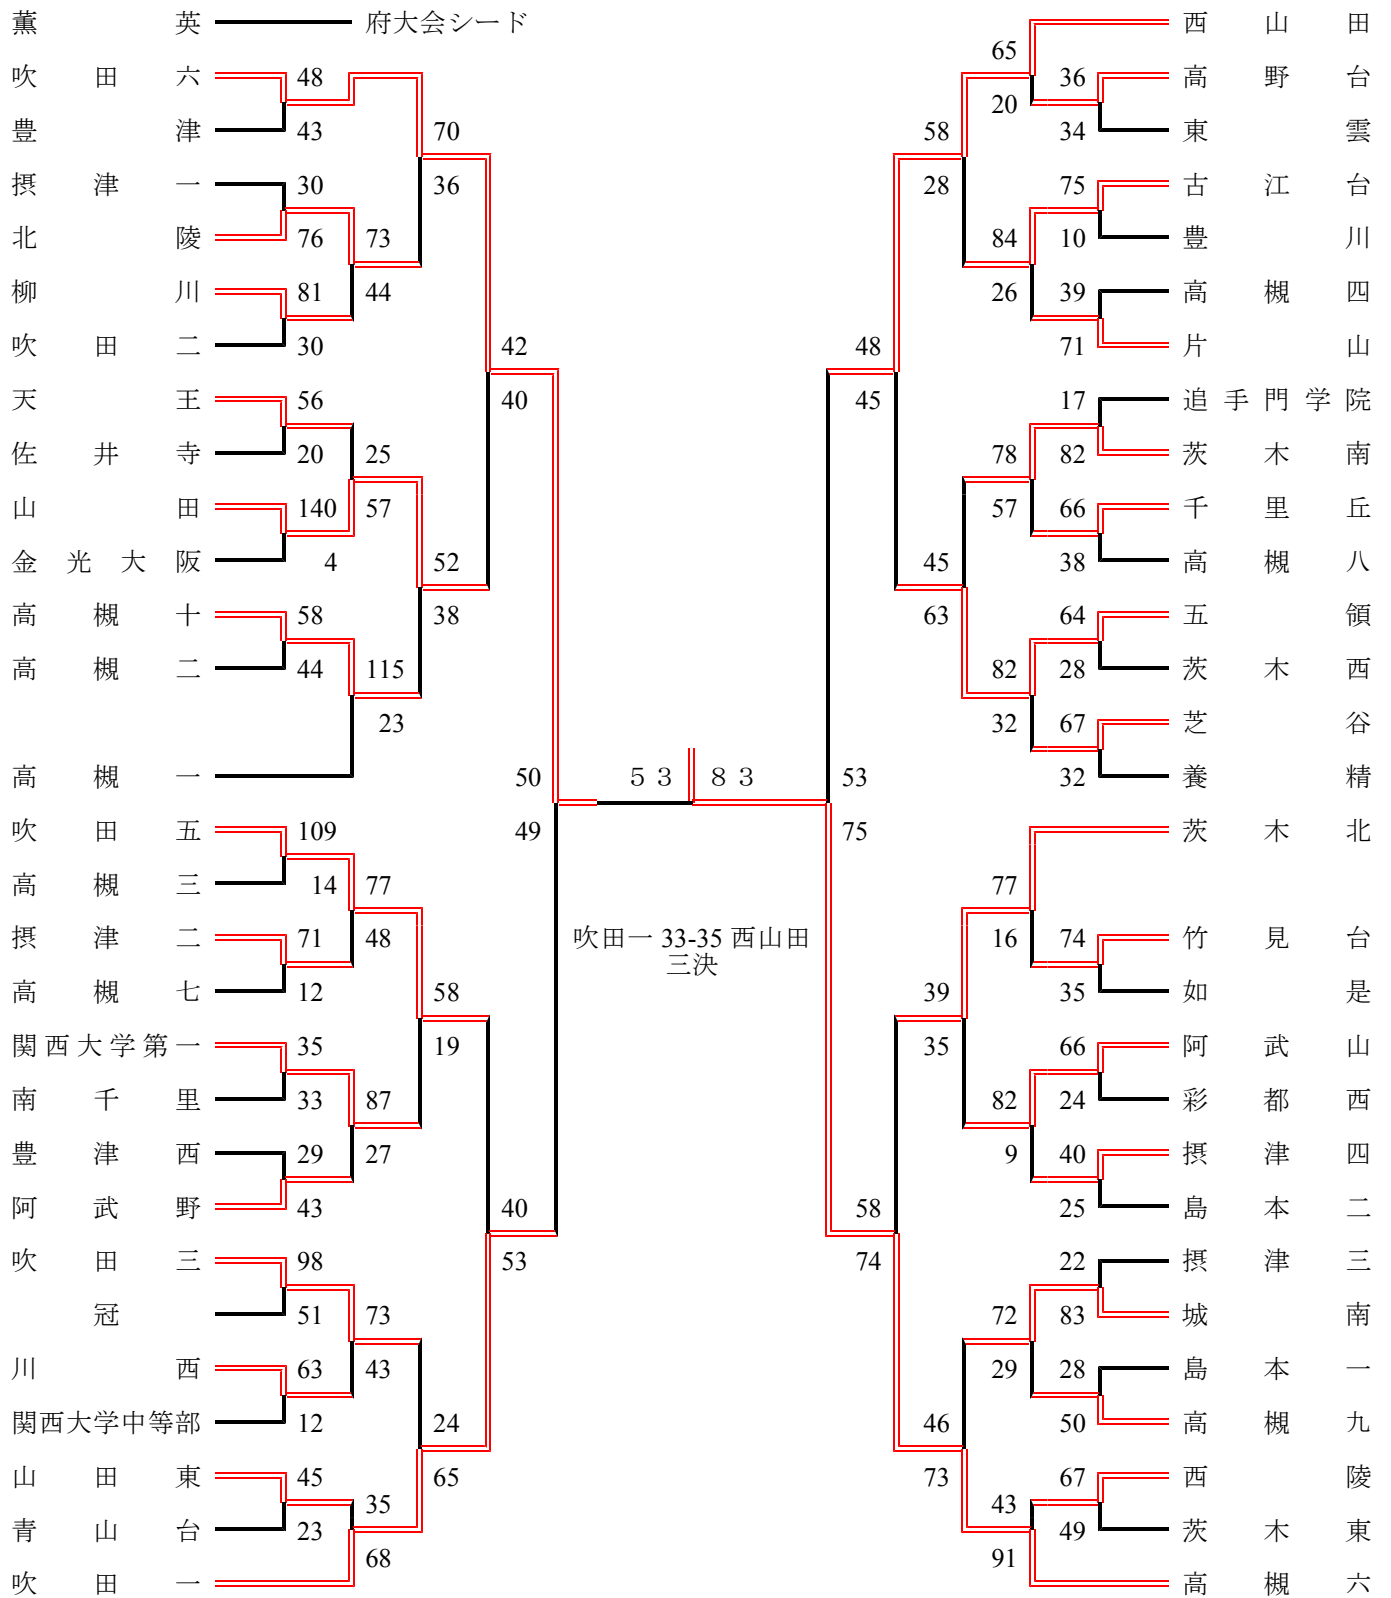 薫英 府大会シード 西山田
65
吹田六 48 36 高野台
20
豊津 43 70 58 34 東雲
摂津一 30 36 28 75 古江台
北陵 76 73 84 10 豊川
柳川 81 44 26 39 高槻四
吹田二 30 42 48 71 片山
天王 56 40 45 17 追手門学院
佐井寺 20 25 78 82 茨木南
山田 140 57 57 66 千里丘
金光大阪 4 52 45 38 高槻八
高槻十 58 38 63 64 五領
高槻二 44 115 82 28 茨木西
23 32 67 芝谷
高槻一 50 53 83 53 32 養精
吹田五 109 49 75 茨木北
高槻三 14 77 77
摂津二 71 48 吹田一 33-35 西山田 16 74 竹見台
三決
高槻七 12 58 39 35 如是
関西大学第一 35 19 35 66 阿武山
南千里 33 87 82 24 彩都西
豊津西 29 27 9 40 摂津四
阿武野 43 40 58 25 島本二
吹田三 98 53 74 22 摂津三
冠 51 73 72 83 城南
川西 63 43 29 28 島本一
関西大学中等部 12 24 46 50 高槻九
山田東 45 65 73 67 西陵
35 43
青山台 23 49 茨木東
68 91
吹田一 高槻六